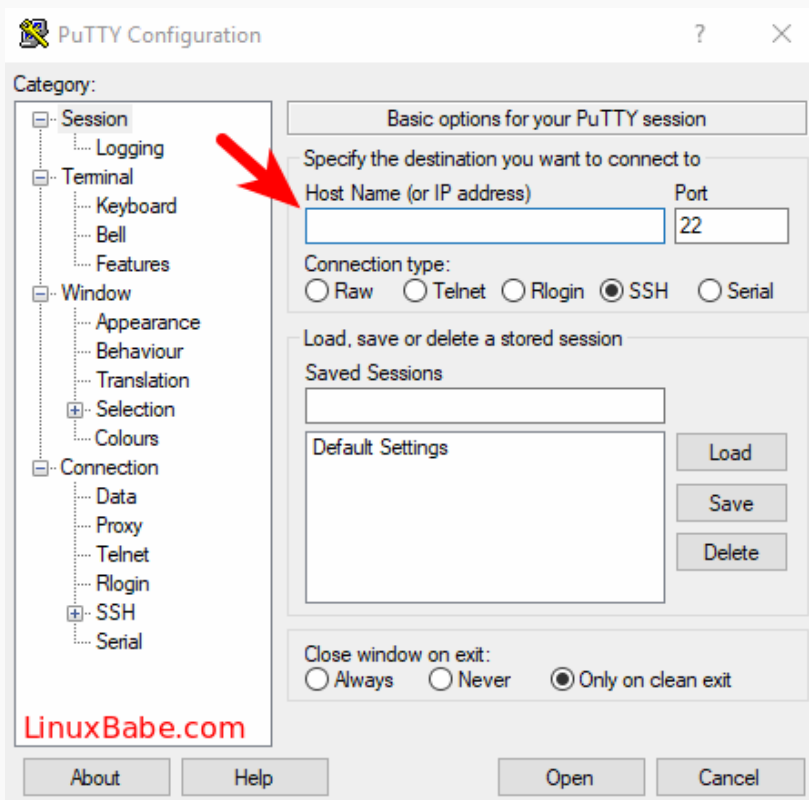 PuTTY Configuration
?
Category:
Session
Logging
Terminal
Keyboard
Bell
Features
Window
Appearance
Behaviour
Translation
Selection
Colours
Connection
Data
Proxy
Telnet
Rlogin
SSH
Serial
LinuxBabe.com
Basic options for your PuTTY session
Specify the destination you want to connect to
Host Name (or IP address) Port
22
Connection type:
Raw Telnet Rlogin SSH Serial
Load, save or delete a stored session
Saved Sessions
Default Settings
Load
Save
Delete
Close window on exit:
Always Never Only on clean exit
About Help Open Cancel